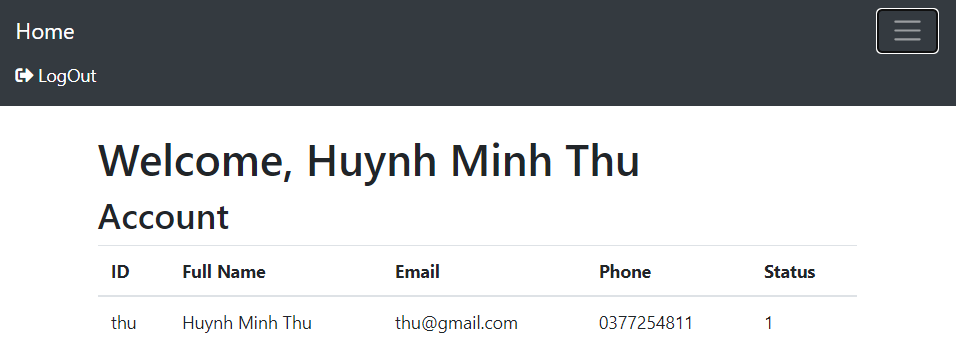 Home
LogOut
Welcome, Huynh Minh Thu
Account
ID Full Name Email Phone Status
thu Huynh Minh Thu thu@gmail.com 0377254811 1